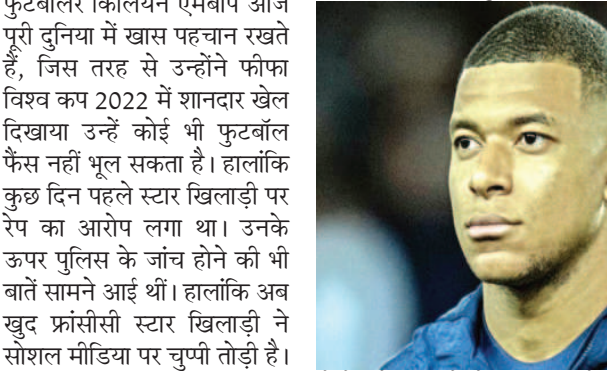 फुटबॉलर किलियन एमबापे आज
पूरी दुनिया में खास पहचान रखते
हैं, जिस तरह से उन्होंने फीफा
विश्व कप 2022 में शानदार खेल
दिखाया उन्हें कोई भी फुटबॉल
फैंस नहीं भूल सकता है। हालांकि
कुछ दिन पहले स्टार खिलाड़ी पर
रेप का आरोप लगा था। उनके
ऊपर पुलिस के जांच होने की भी
बातें सामने आई थीं। हालांकि अब
खुद फ्रांसीसी स्टार खिलाड़ी ने
सोशल मीडिया पर चुप्पी तोड़ी है।